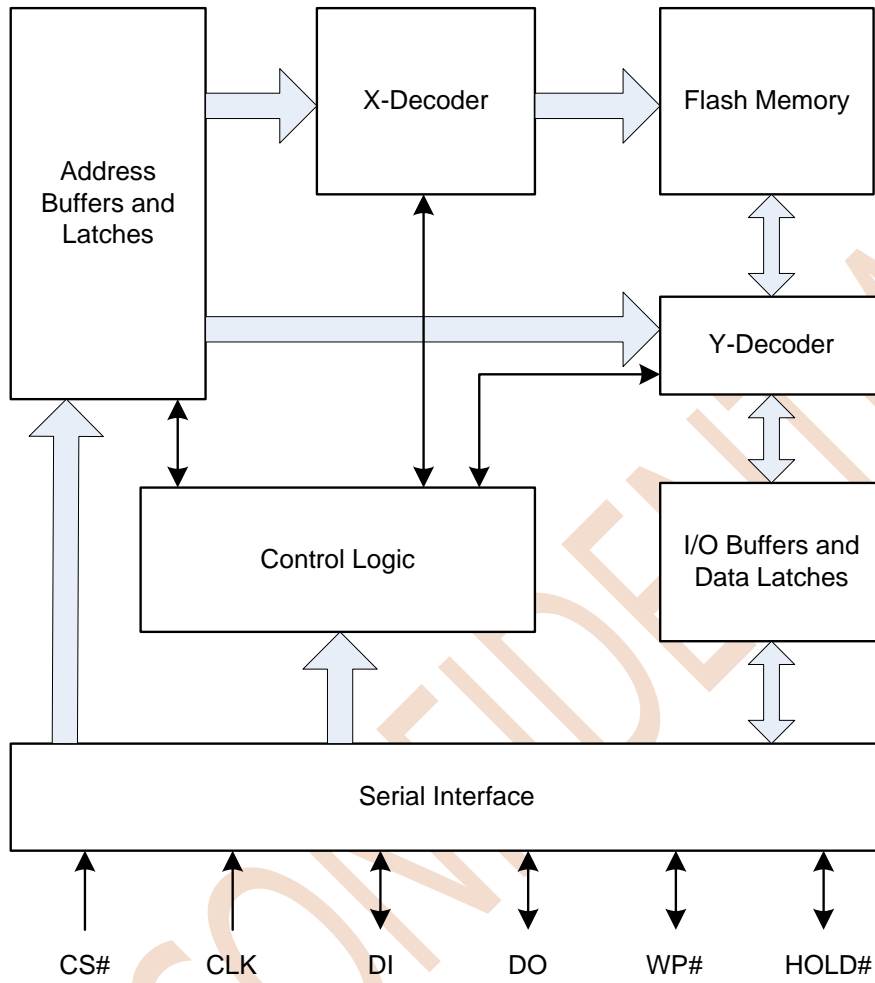 X-Decoder
Flash Memory
Address
Buffers and
Latches
Y-Decoder
Control Logic
I/O Buffers and
Data Latches
Serial Interface
CS#
CLK
DI
DO
WP#
HOLD#
CONFIDENTIA